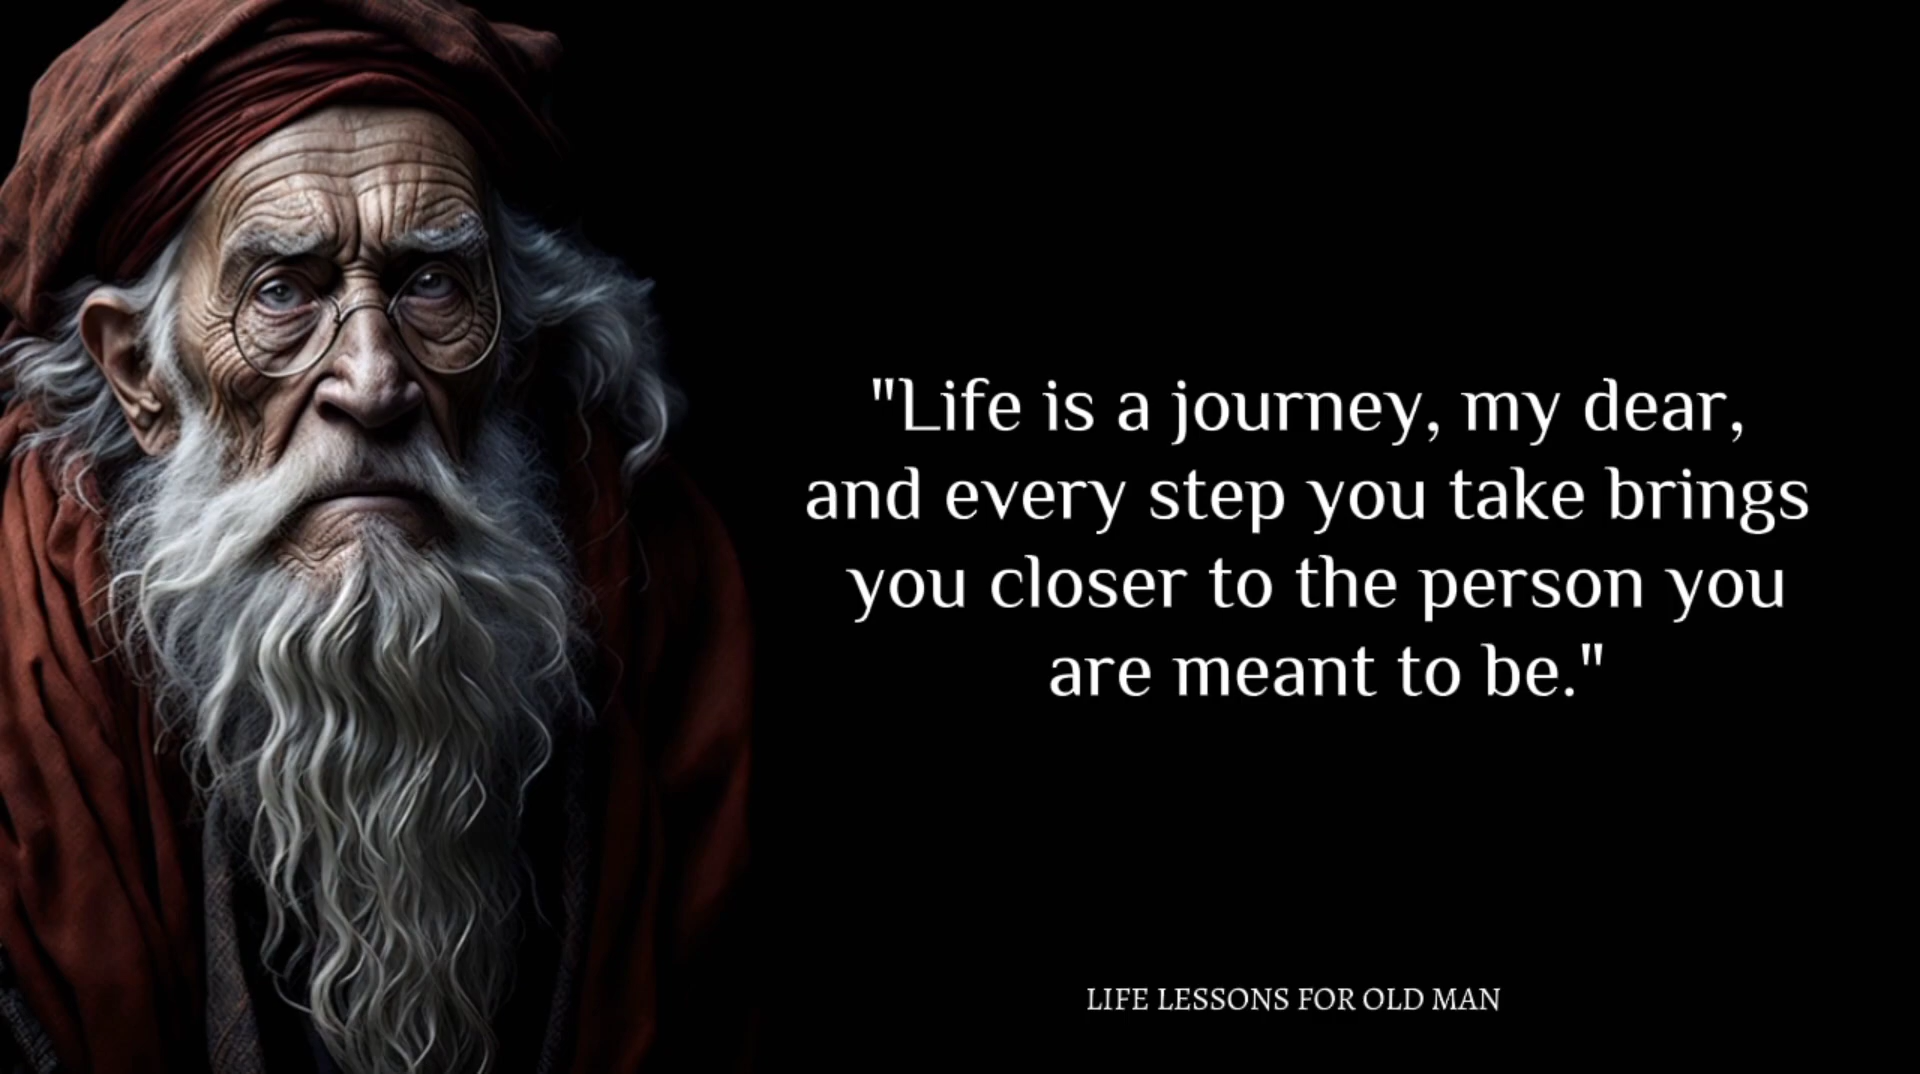 "Life is a journey, my dear,
and every step you take brings
you closer to the person you
are meant to be."
LIFE LESSONS FOR OLD MAN